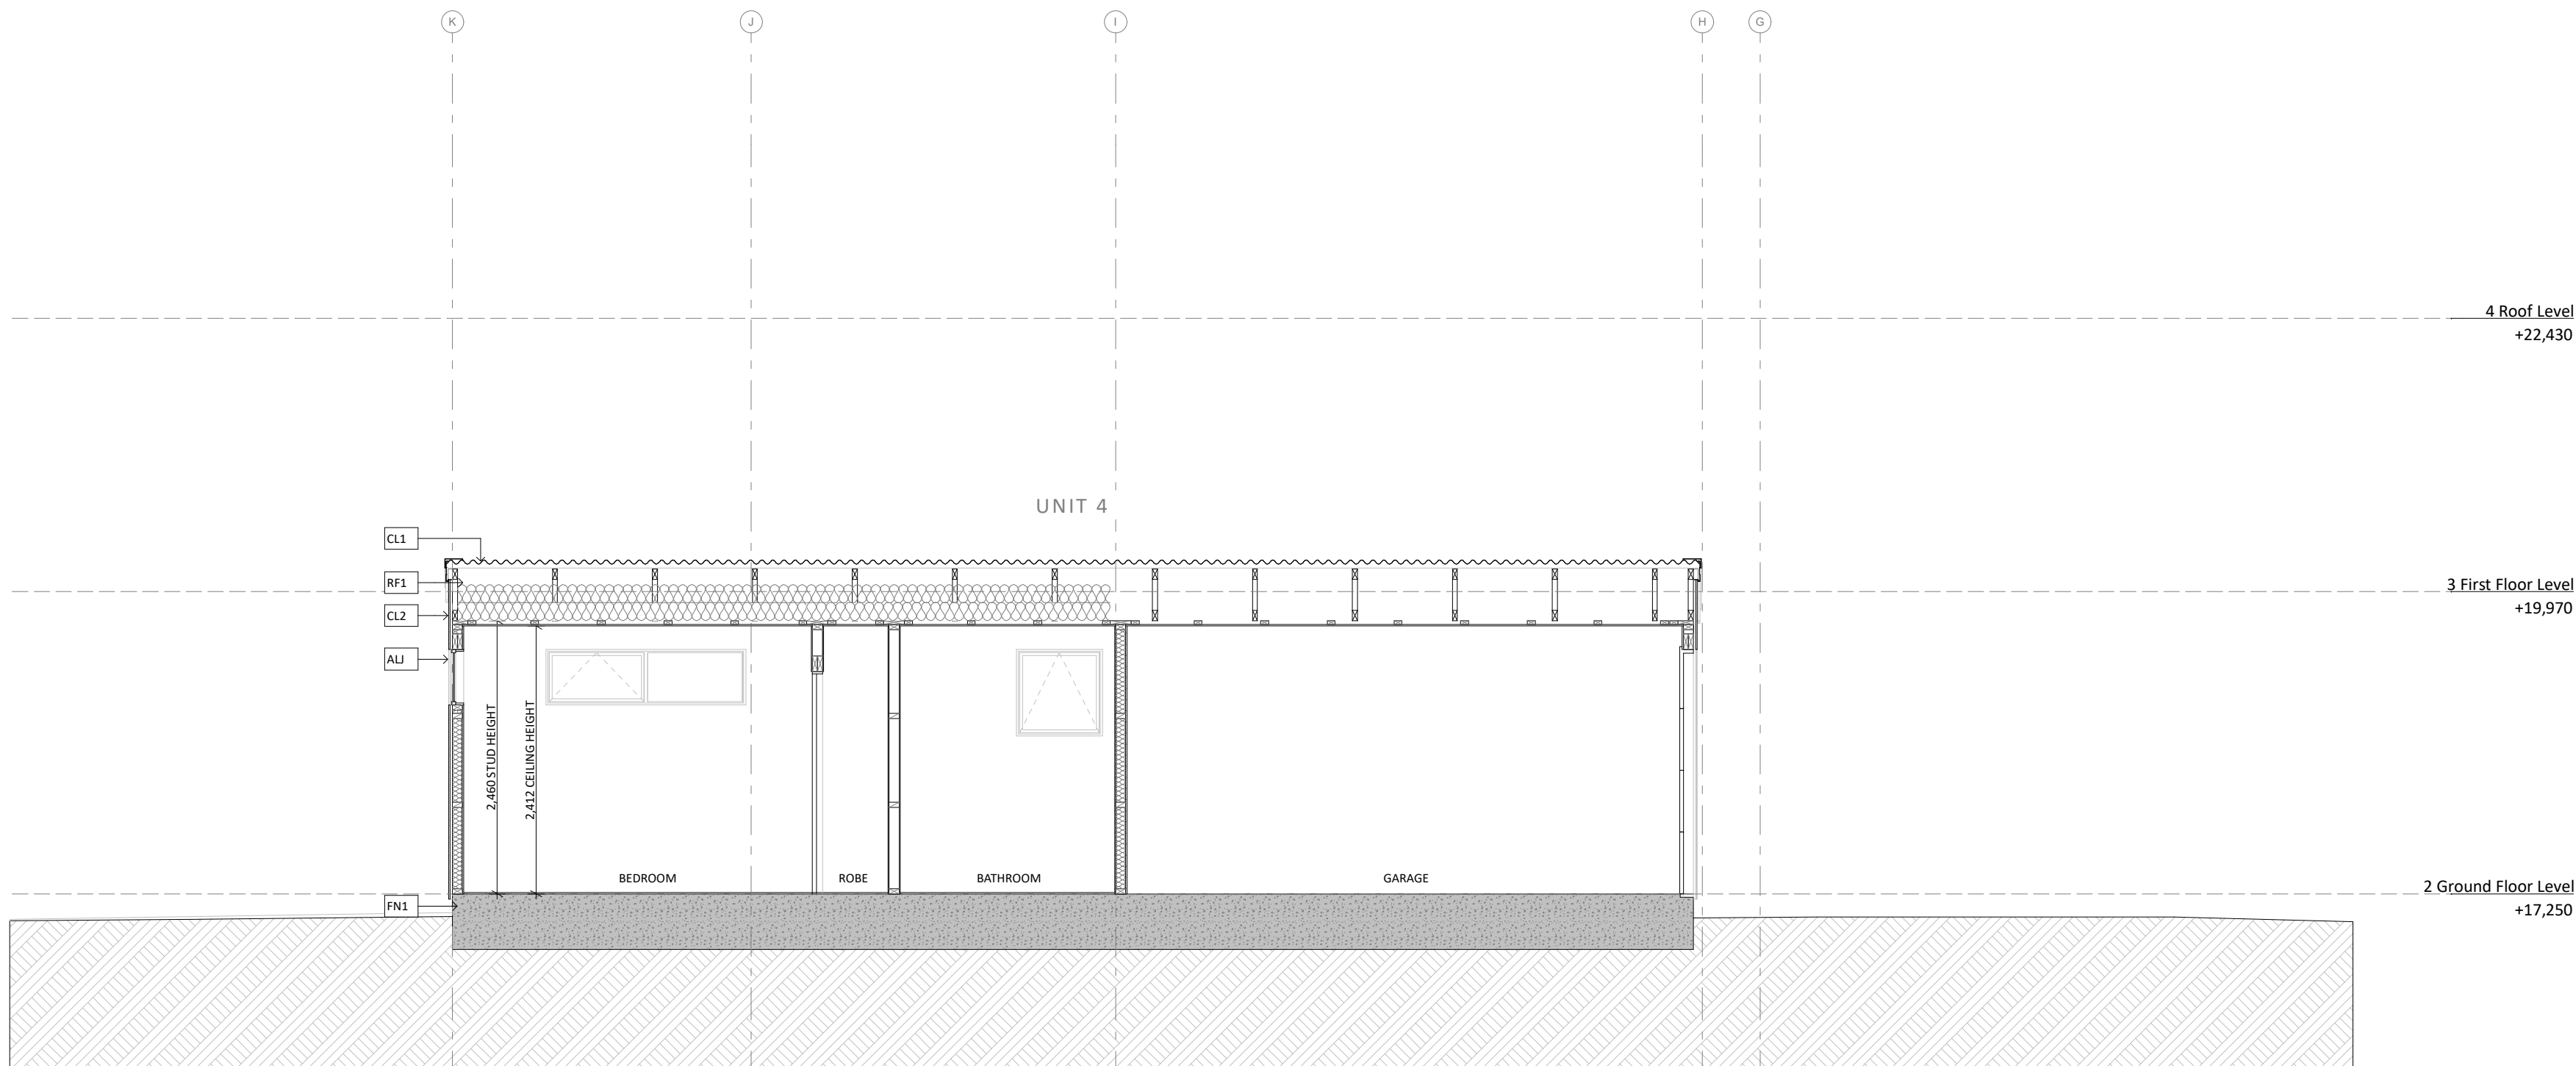 K
J
I
H
G
4 Roof Level
+22,430
UNIT 4
CL1
RF1
3 First Floor Level
+19,970
CL2
ALJ
2,460 STUD HEIGHT
2,412 CEILING HEIGHT
BEDROOM
ROBE
BATHROOM
GARAGE
2 Ground Floor Level
+17,250
FN1